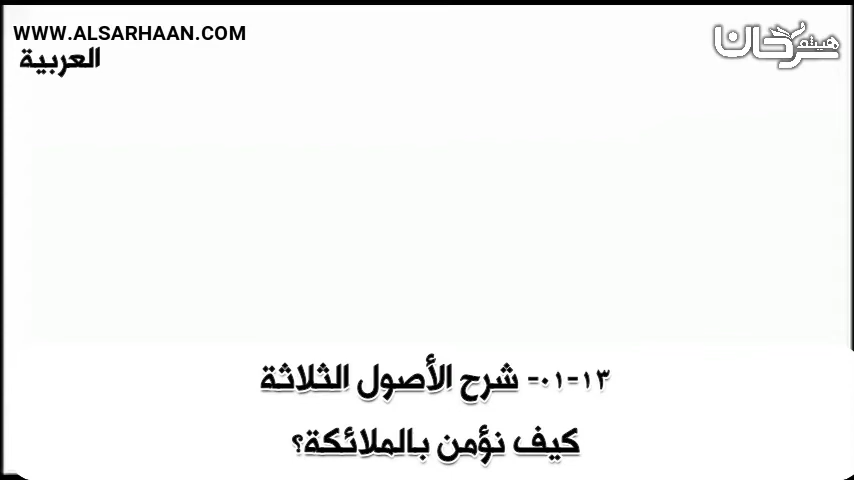 WWW.ALSARHAAN.COM
العربية
هيثم سرحان
١٣-٠١- شرح الأصول الثلاثة
كيف نؤمن بالملائكة؟